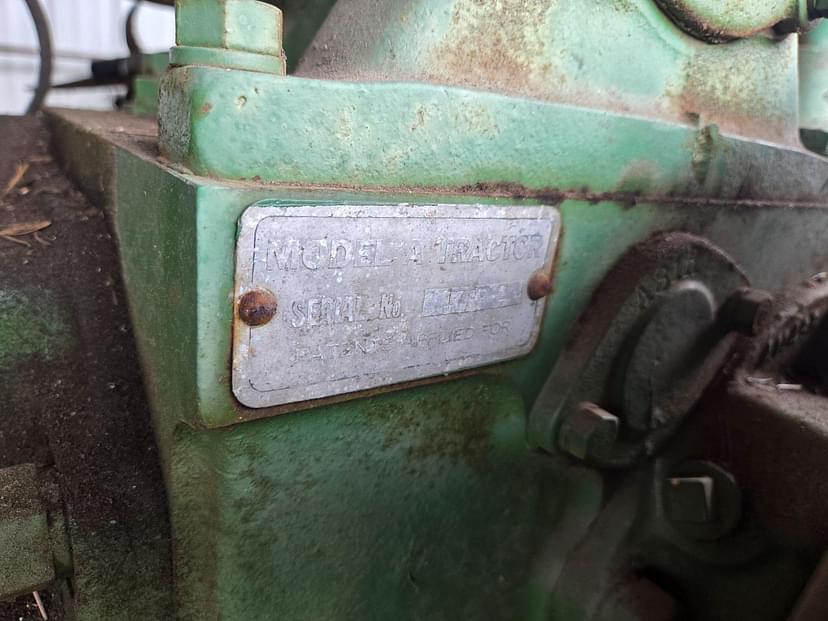 MODEL A TRACTOR
SERIAL NO.
PATENTS APPLIED FOR